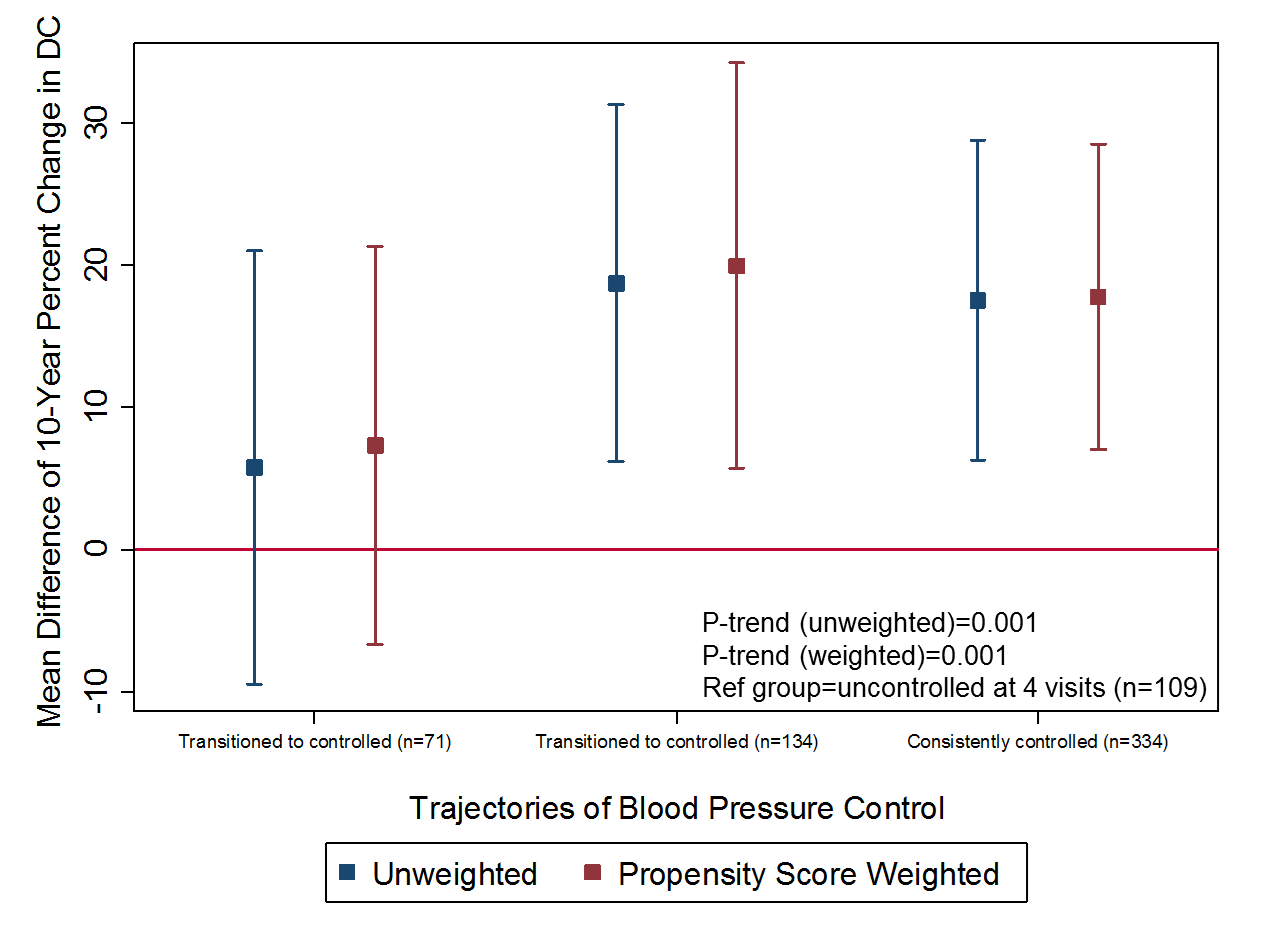 Mean Difference of 10-Year Percent Change in DC
30
20
10
0
-10
P-trend (unweighted)=0.001
P-trend (weighted)=0.001
Ref group=uncontrolled at 4 visits (n=109)
Transitioned to controlled (n=71)
Transitioned to controlled (n=134)
Consistently controlled (n=334)
Trajectories of Blood Pressure Control
Unweighted
Propensity Score Weighted